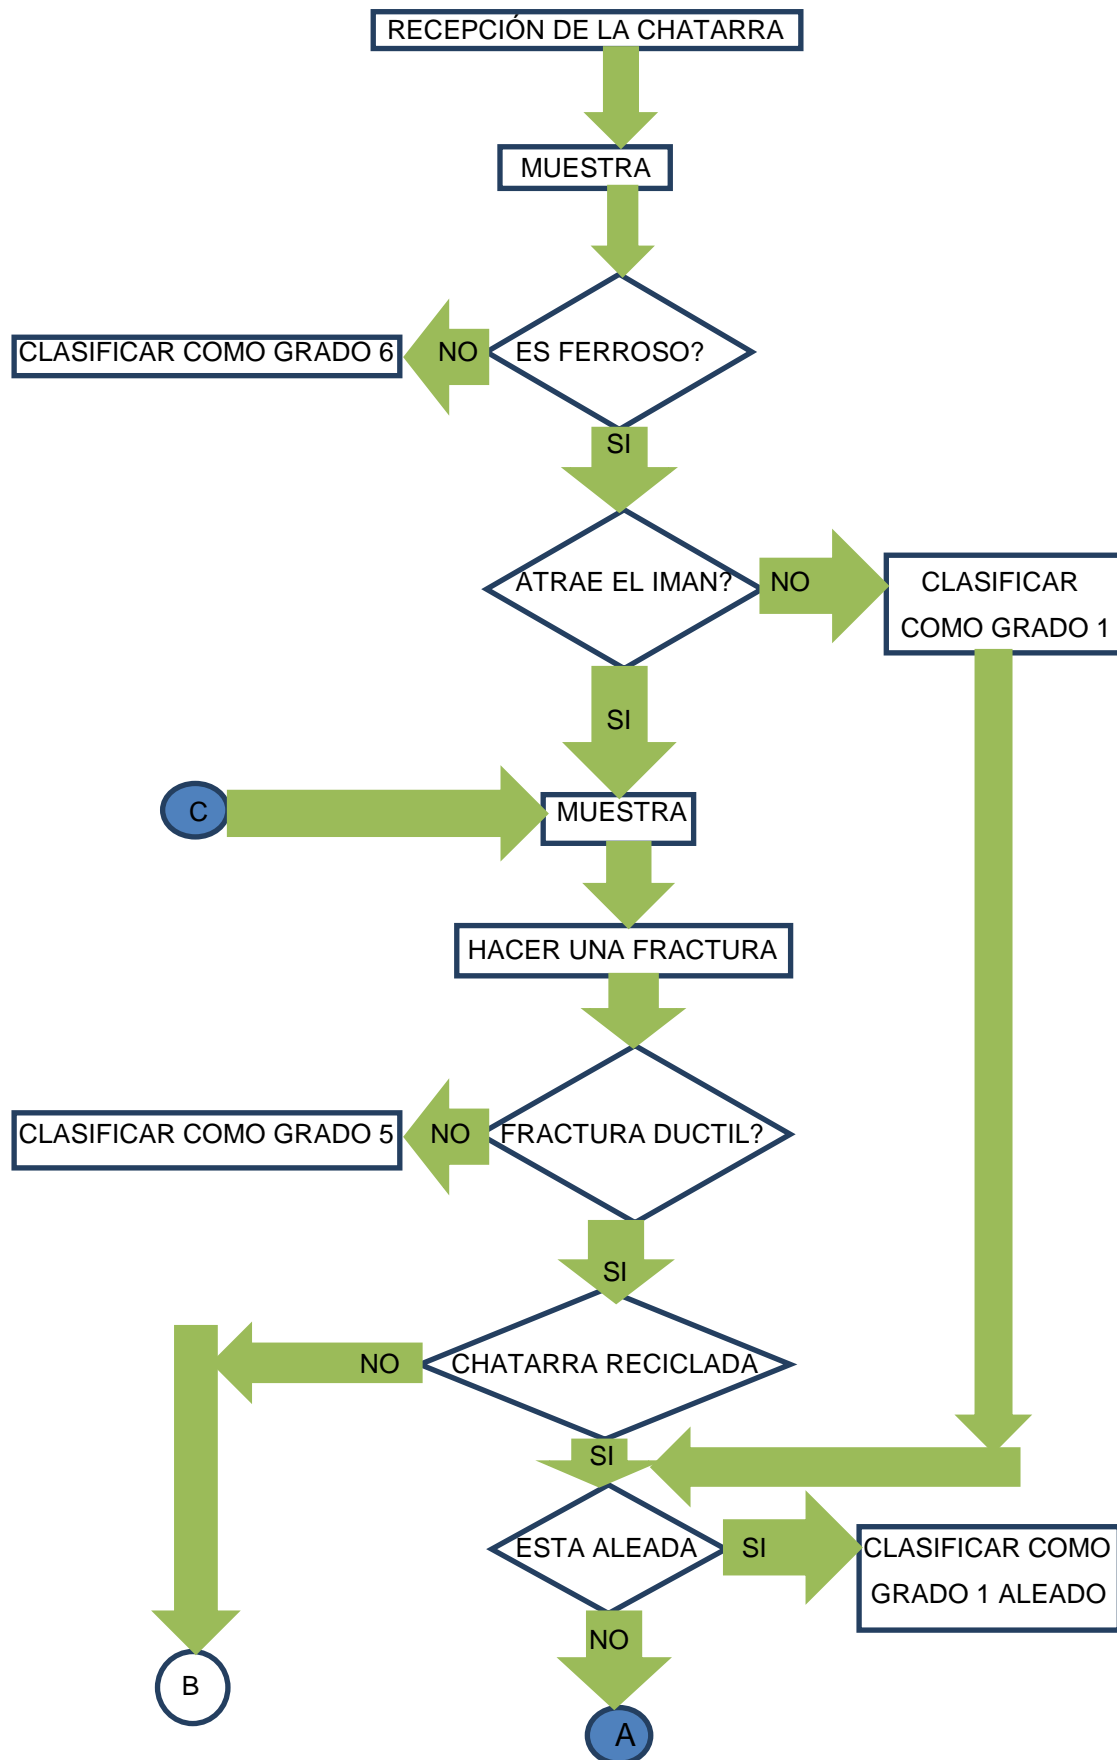 RECEPCIÓN DE LA CHATARRA
MUESTRA
ES FERROSO?
NO
CLASIFICAR COMO GRADO 6
SI
ATRAE EL IMAN?
NO
CLASIFICAR
COMO GRADO 1
SI
C
MUESTRA
HACER UNA FRACTURA
FRACTURA DUCTIL?
NO
CLASIFICAR COMO GRADO 5
SI
CHATARRA RECICLADA
NO
SI
ESTA ALEADA
SI
CLASIFICAR COMO
GRADO 1 ALEADO
NO
B
A